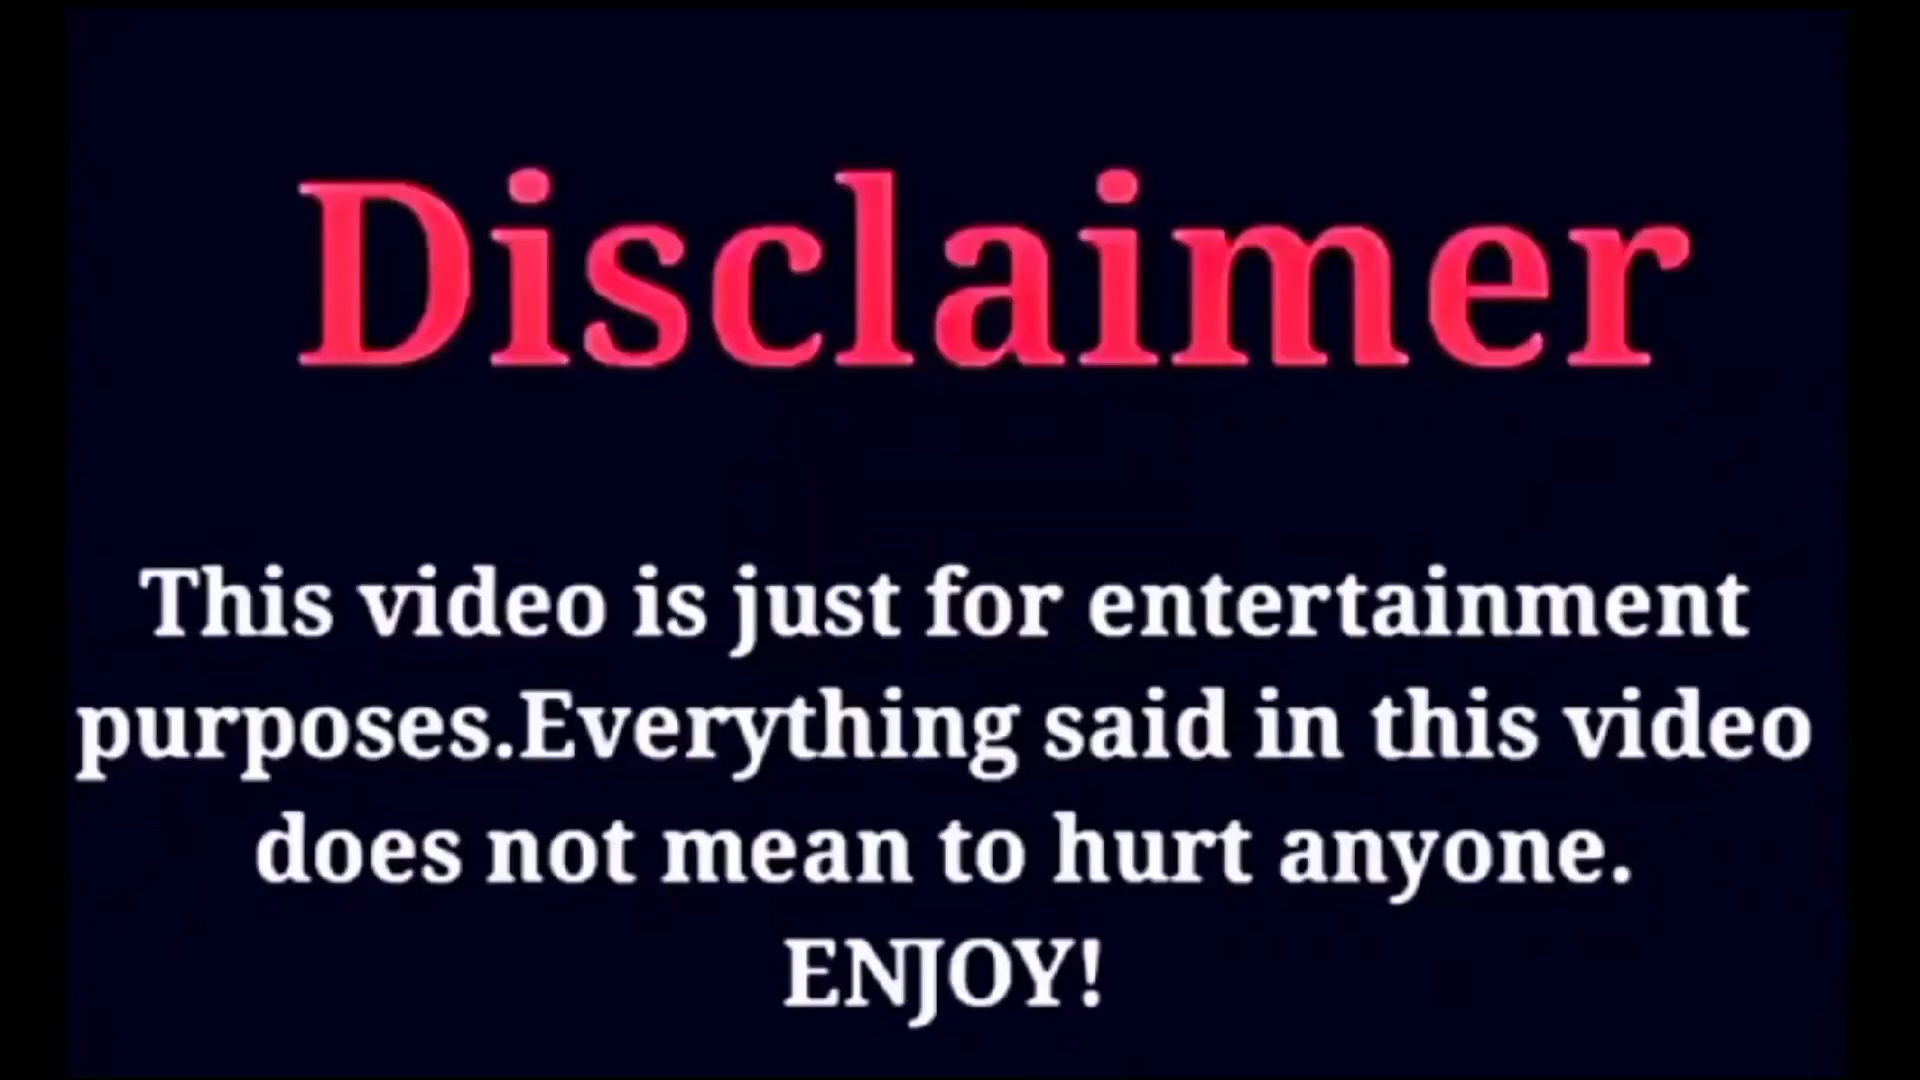 Disclaimer
This video is just for entertainment
purposes.Everything said in this video
does not mean to hurt anyone.
ENJOY!